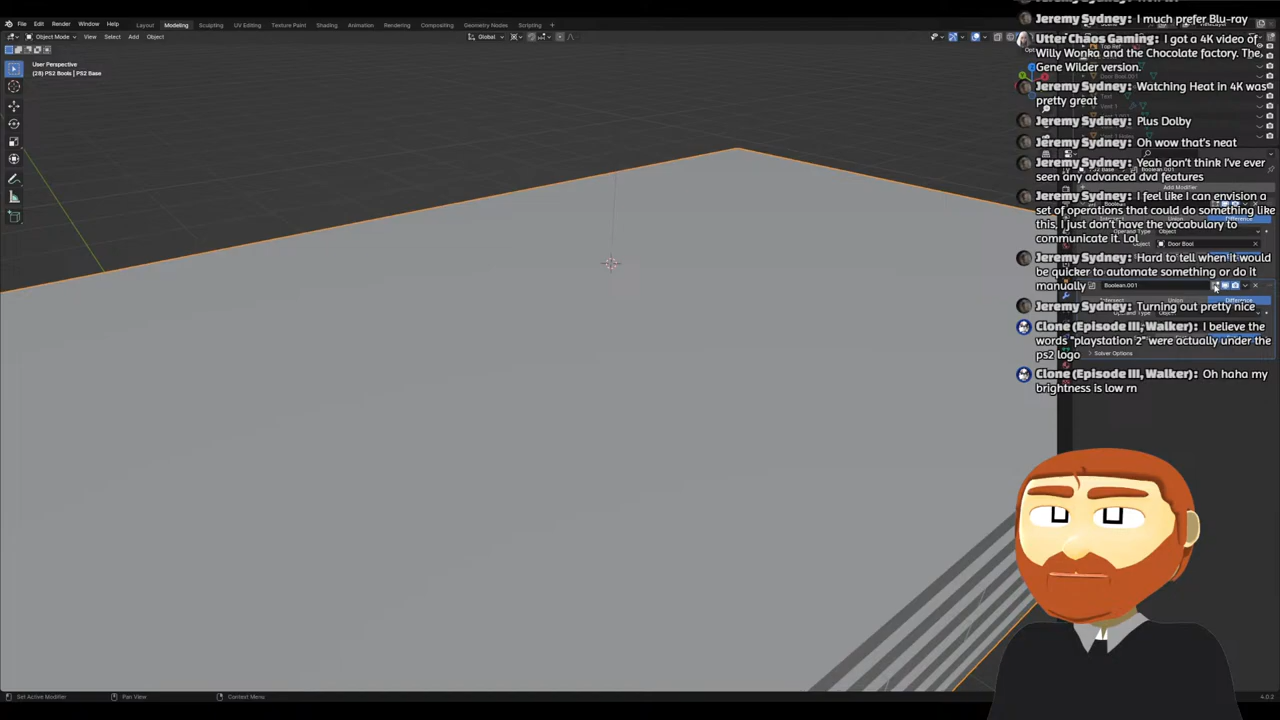 File Edit Render Window Help
Layout Modeling Sculpting UV Editing Texture Paint Shading Animation Rendering Compositing Geometry Nodes Scripting +
Object Mode View Select Add Object
Global
User Perspective
(28) PS2 Bools | PS2 Base
Jeremy Sydney: I much prefer Blu-ray
Utter Chaos Gaming: I got a 4K video of
Willy Wonka and the Chocolate factory. The
Gene Wilder version.
Jeremy Sydney: Watching Heat in 4K was
pretty great
Jeremy Sydney: Plus Dolby
Jeremy Sydney: Oh wow that's neat
Jeremy Sydney: Yeah don't think I've ever
seen any advanced dvd features
Add Modifier
Jeremy Sydney: I feel like I can envision a
set of operations that could do something like
this, I just don't have the vocabulary to
communicate it. Lol
Door Bool
Jeremy Sydney: Hard to tell when it would
be quicker to automate something or do it
manually
Boolean.001
Intersect Union Difference
Jeremy Sydney: Turning out pretty nice
Clone (Episode III, Walker): I believe the
words "playstation 2" were actually under the
ps2 logo
Solver Options
Clone (Episode III, Walker): Oh haha my
brightness is low rn
Set Active Modifier Pan View Context Menu
4.0.2